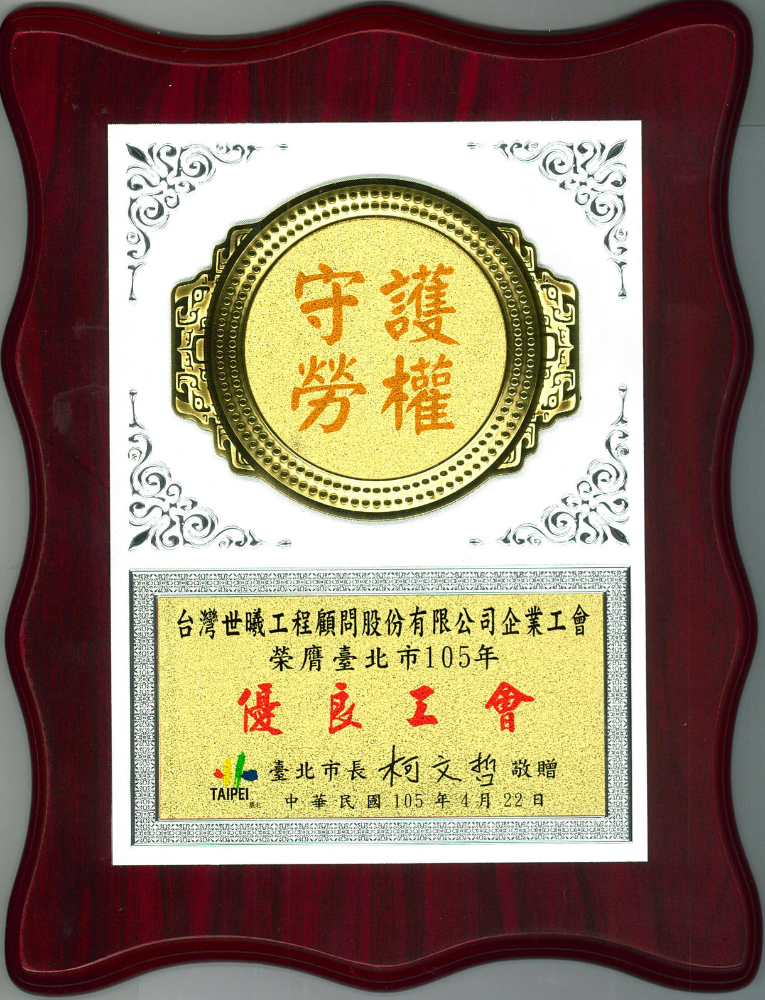 守護
勞權
台灣世曦工程顧問股份有限公司企業工會
榮膺臺北市105年
優良工會
TAIPEI
臺北
臺北市長 柯文哲 敬贈
中華民國105年4月22日